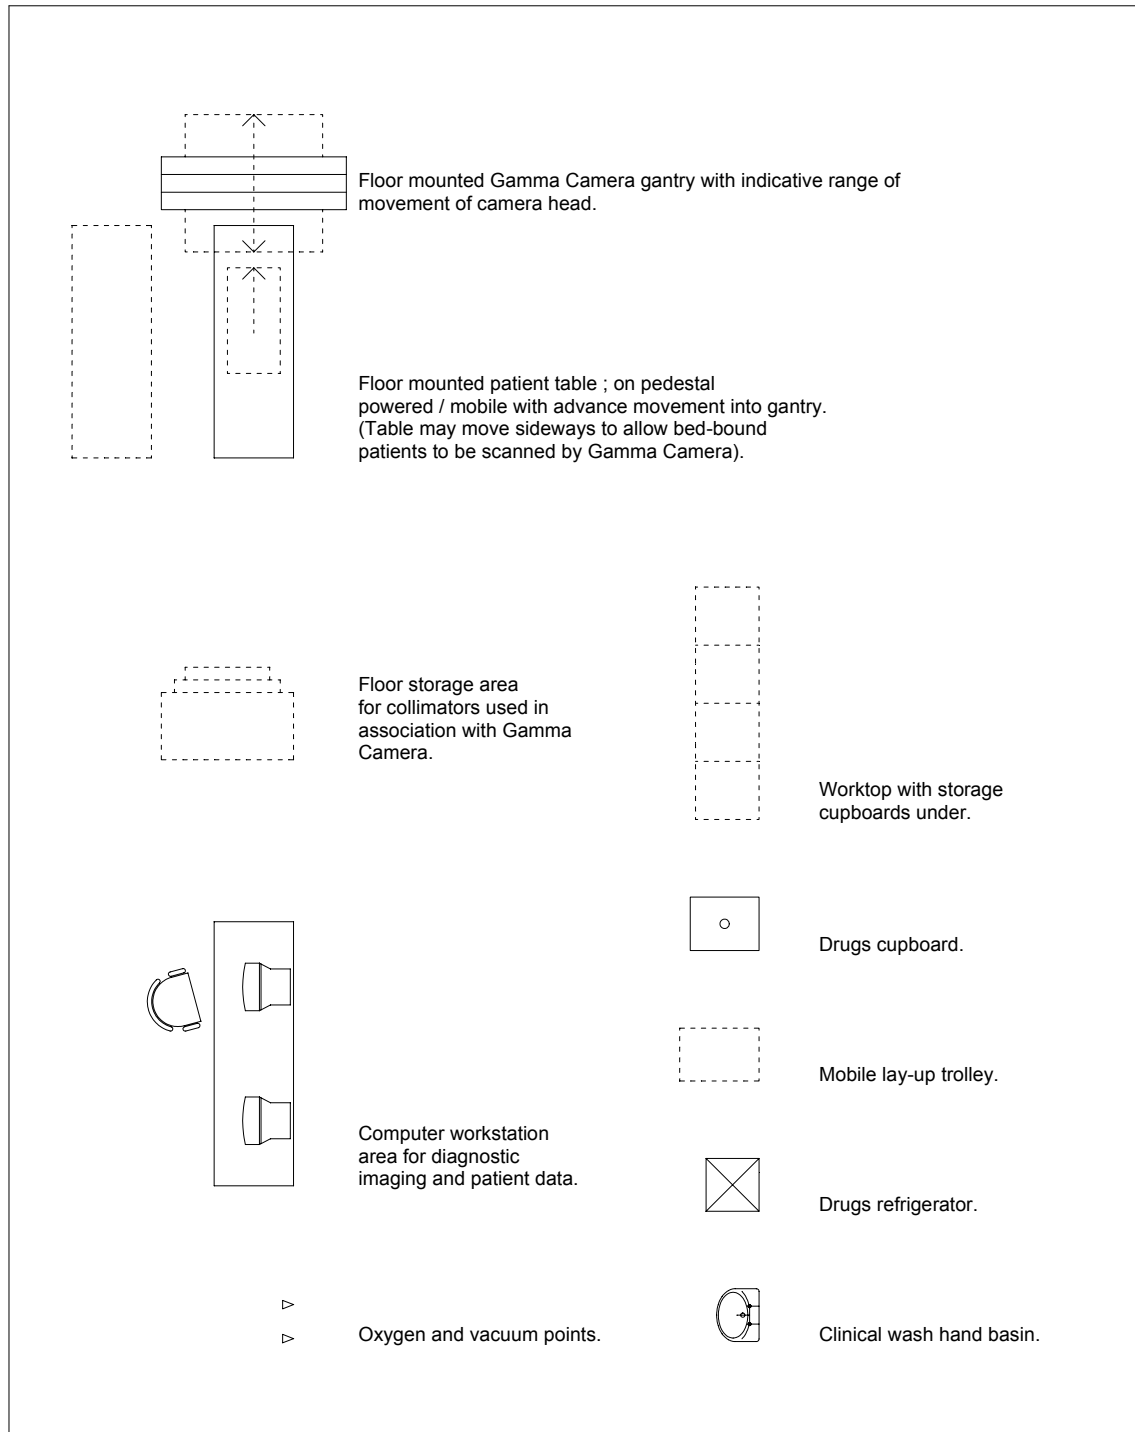 Floor mounted Gamma Camera gantry with indicative range of
movement of camera head.
Floor mounted patient table ; on pedestal
powered / mobile with advance movement into gantry.
(Table may move sideways to allow bed-bound
patients to be scanned by Gamma Camera).
Floor storage area
for collimators used in
association with Gamma
Camera.
Worktop with storage
cupboards under.
Drugs cupboard.
Mobile lay-up trolley.
Computer workstation
area for diagnostic
imaging and patient data.
Drugs refrigerator.
Oxygen and vacuum points.
Clinical wash hand basin.